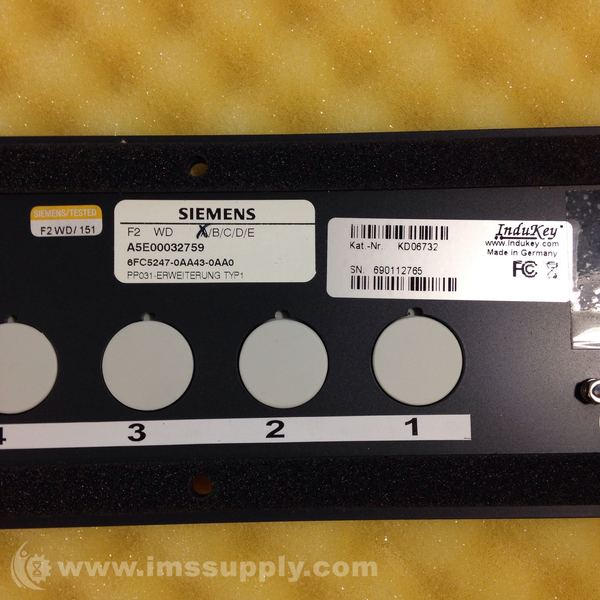 SIEMENS/TESTED
F2 WD/ 151
SIEMENS
F2 WD A/B/C/D/E
A5E00032759
6FC5247-0AA43-0AA0
PP031-ERWEITERUNG TYP1
InduKey
www.indukey.com
Made in Germany
Kat.-Nr. KD06732
SN: 690112765
FC
4 3 2 1
www.imssupply.com